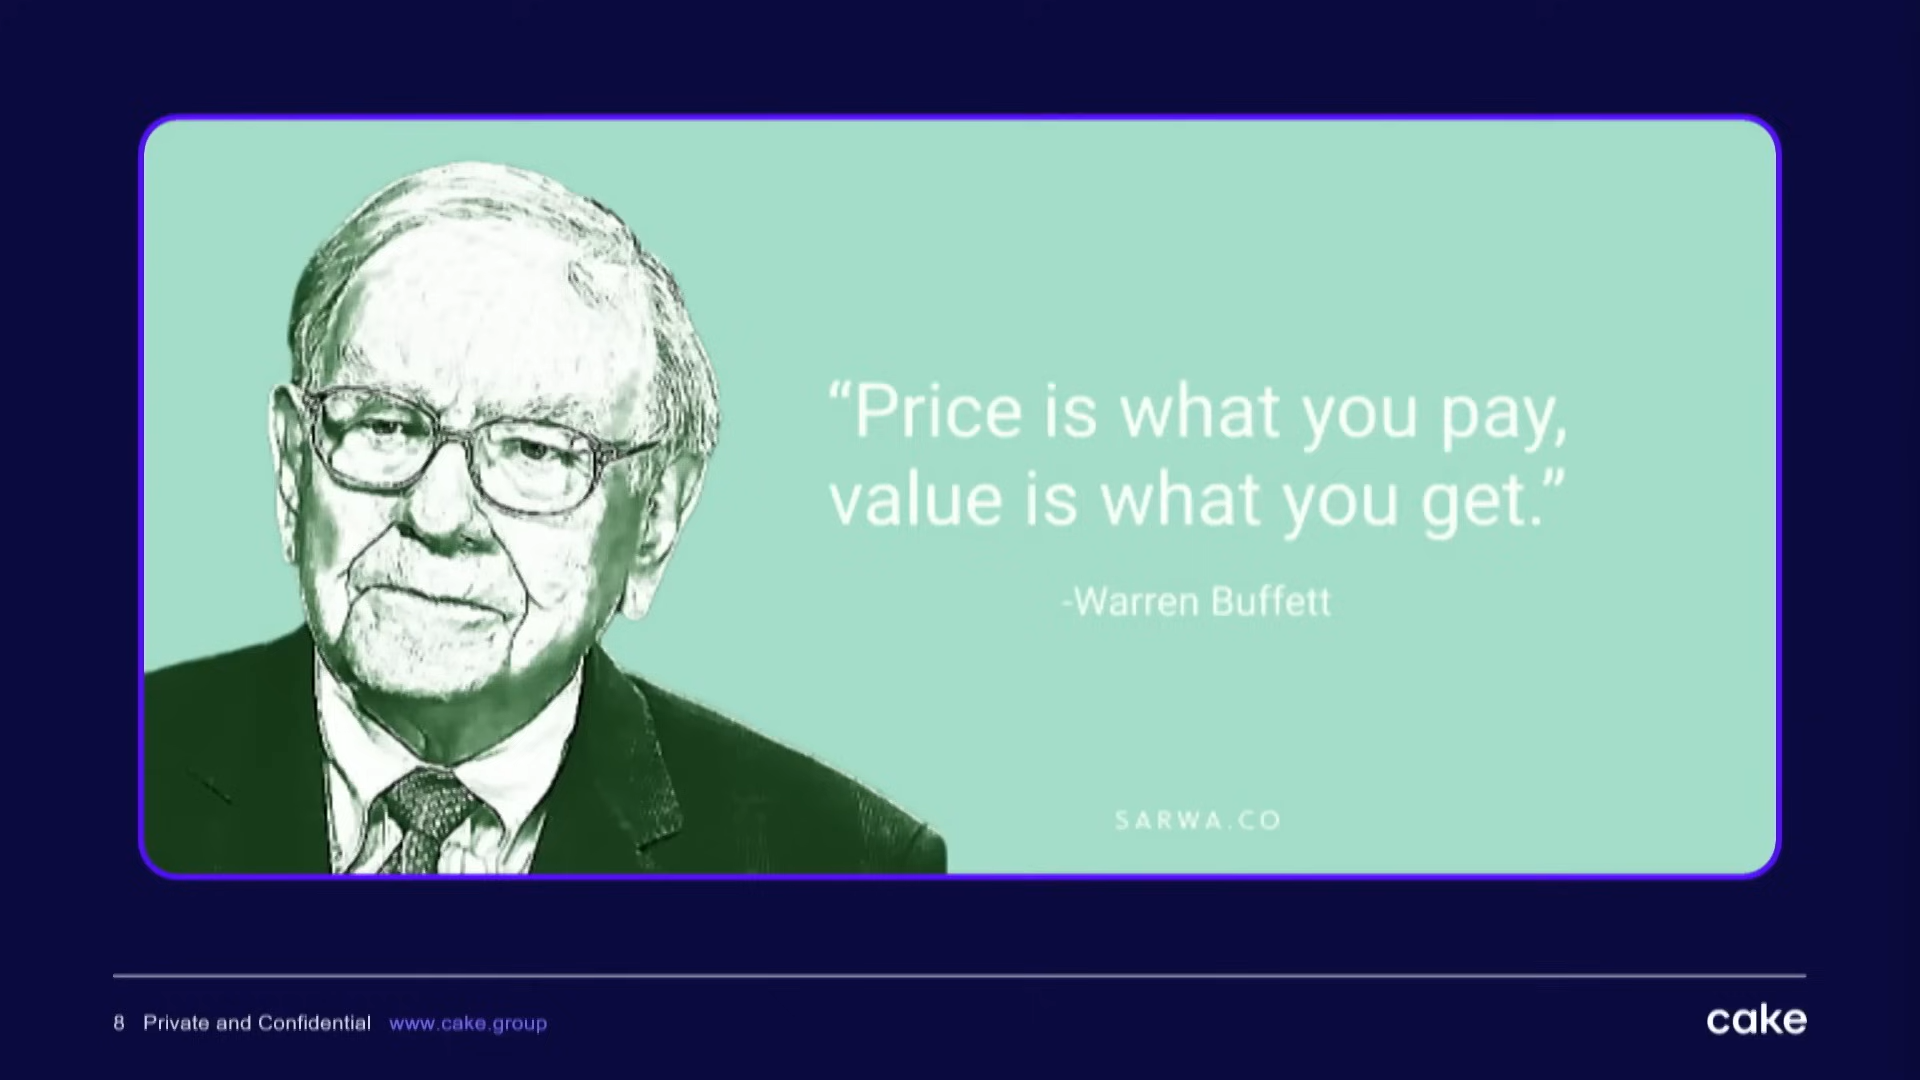 “Price is what you pay,
value is what you get.”
-Warren Buffett
SARWA.CO
8 Private and Confidential www.cake.group
cake